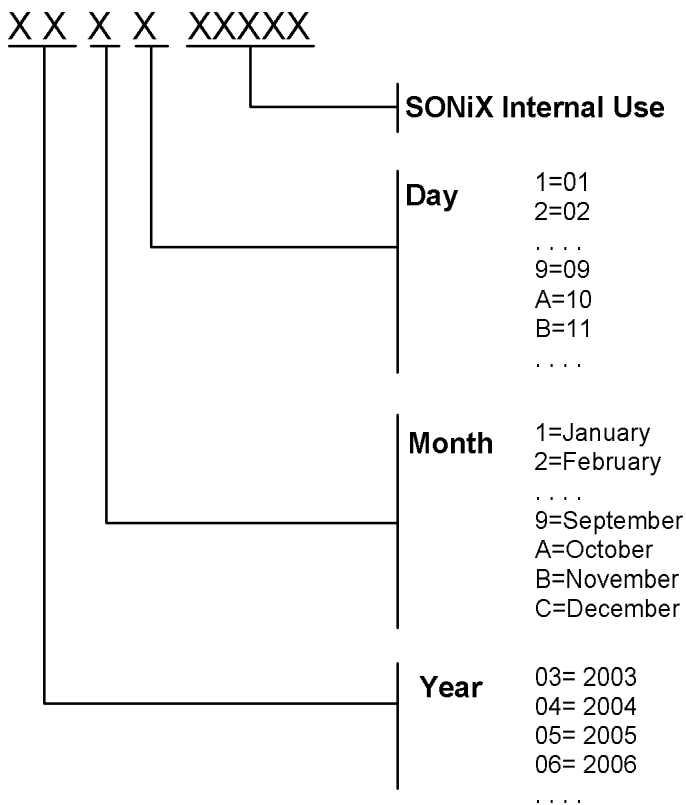 X X X X XXXXX
SONiX Internal Use
Day
1=01
2=02
. . . .
9=09
A=10
B=11
. . . .
Month
1=January
2=February
. . . .
9=September
A=October
B=November
C=December
Year
03= 2003
04= 2004
05= 2005
06= 2006
. . . .